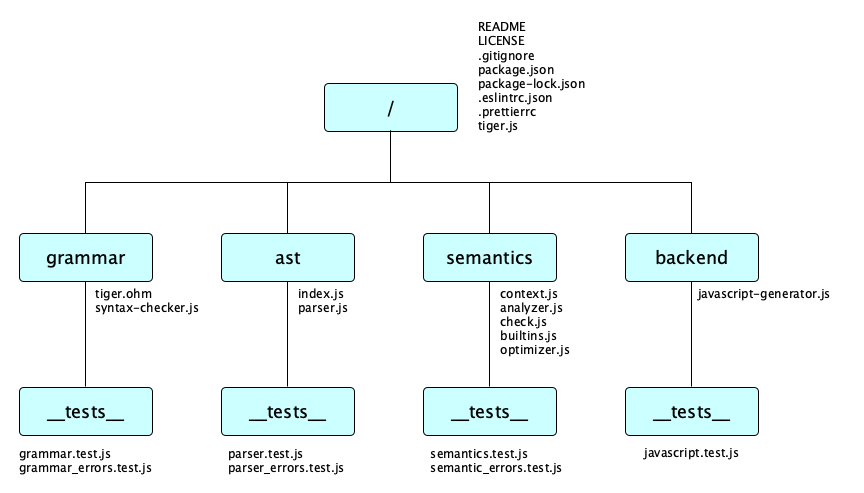 README
LICENSE
.gitignore
package.json
package-lock.json
.eslintrc.json
.prettierrc
tiger.js
/
grammar
ast
semantics
backend
tiger.ohm
syntax-checker.js
index.js
parser.js
context.js
analyzer.js
check.js
builtins.js
optimizer.js
javascript-generator.js
__tests__
__tests__
__tests__
__tests__
grammar.test.js
grammar_errors.test.js
parser.test.js
parser_errors.test.js
semantics.test.js
semantic_errors.test.js
javascript.test.js